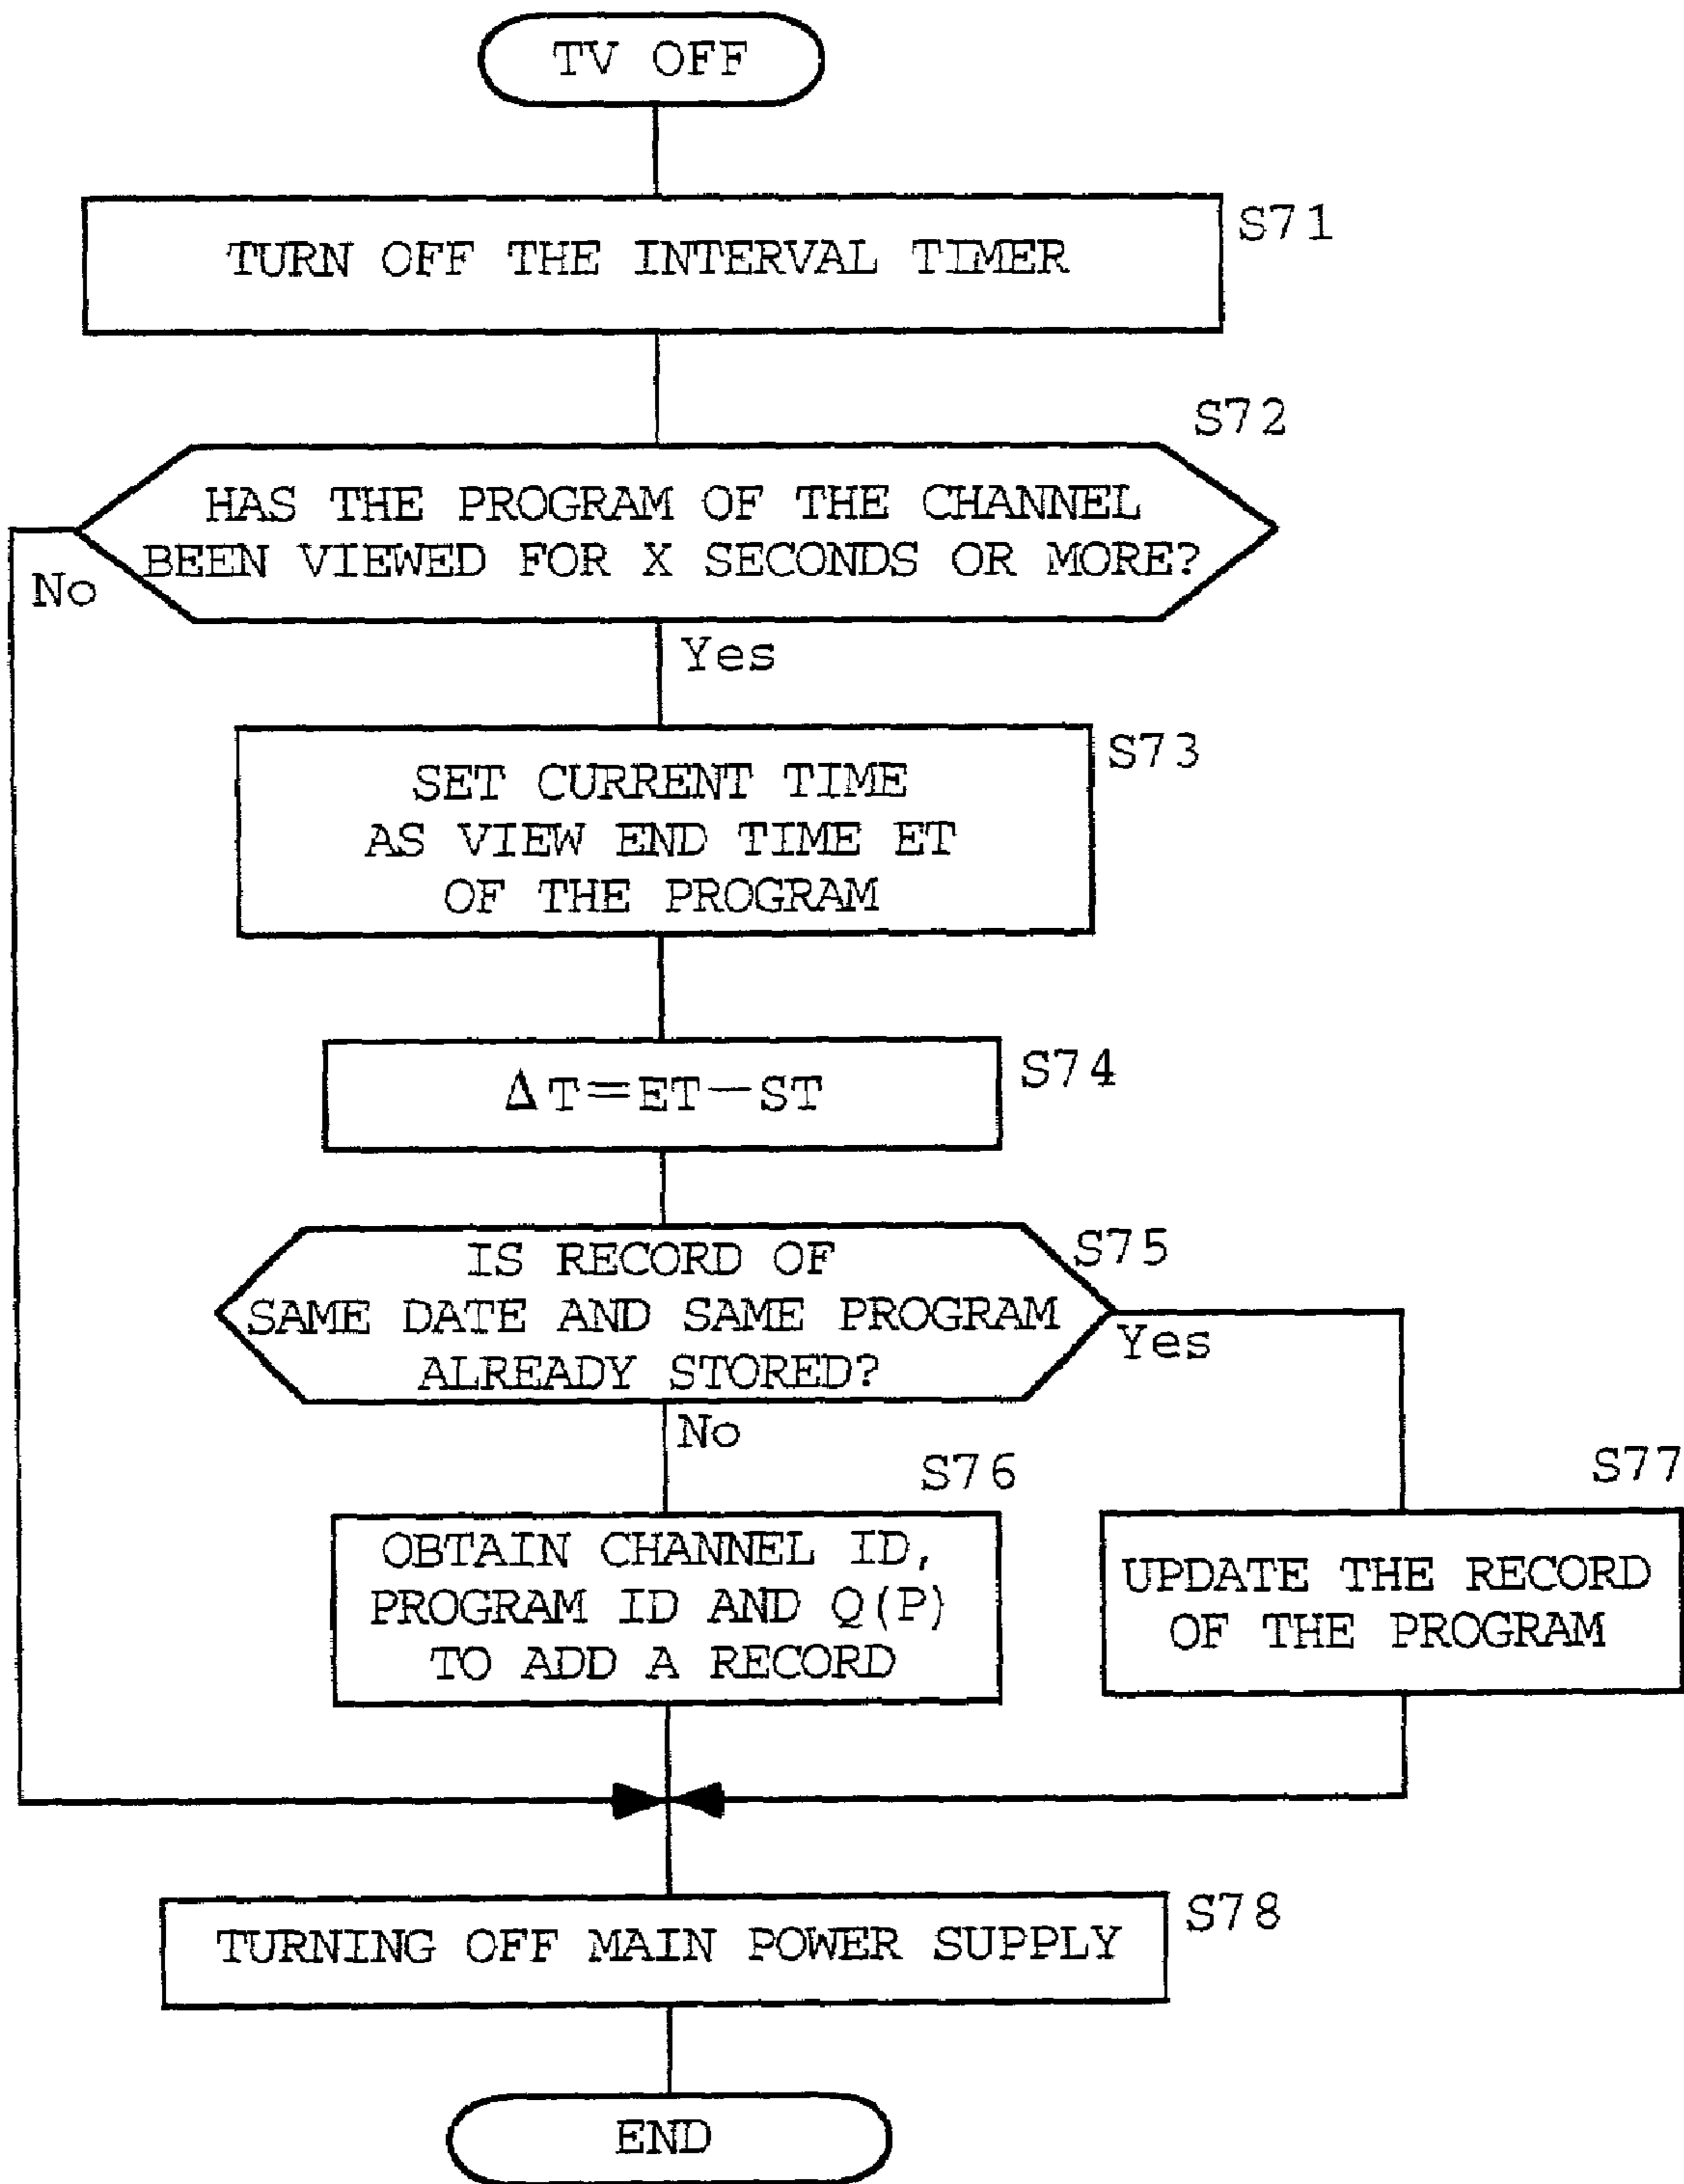 TV OFF
S71
TURN OFF THE INTERVAL TIMER
S72
HAS THE PROGRAM OF THE CHANNEL
BEEN VIEWED FOR X SECONDS OR MORE?
No
Yes
S73
SET CURRENT TIME
AS VIEW END TIME ET
OF THE PROGRAM
S74
ΔT=ET−ST
S75
IS RECORD OF
SAME DATE AND SAME PROGRAM
ALREADY STORED?
Yes
No
S76
OBTAIN CHANNEL ID,
PROGRAM ID AND Q(P)
TO ADD A RECORD
S77
UPDATE THE RECORD
OF THE PROGRAM
S78
TURNING OFF MAIN POWER SUPPLY
END